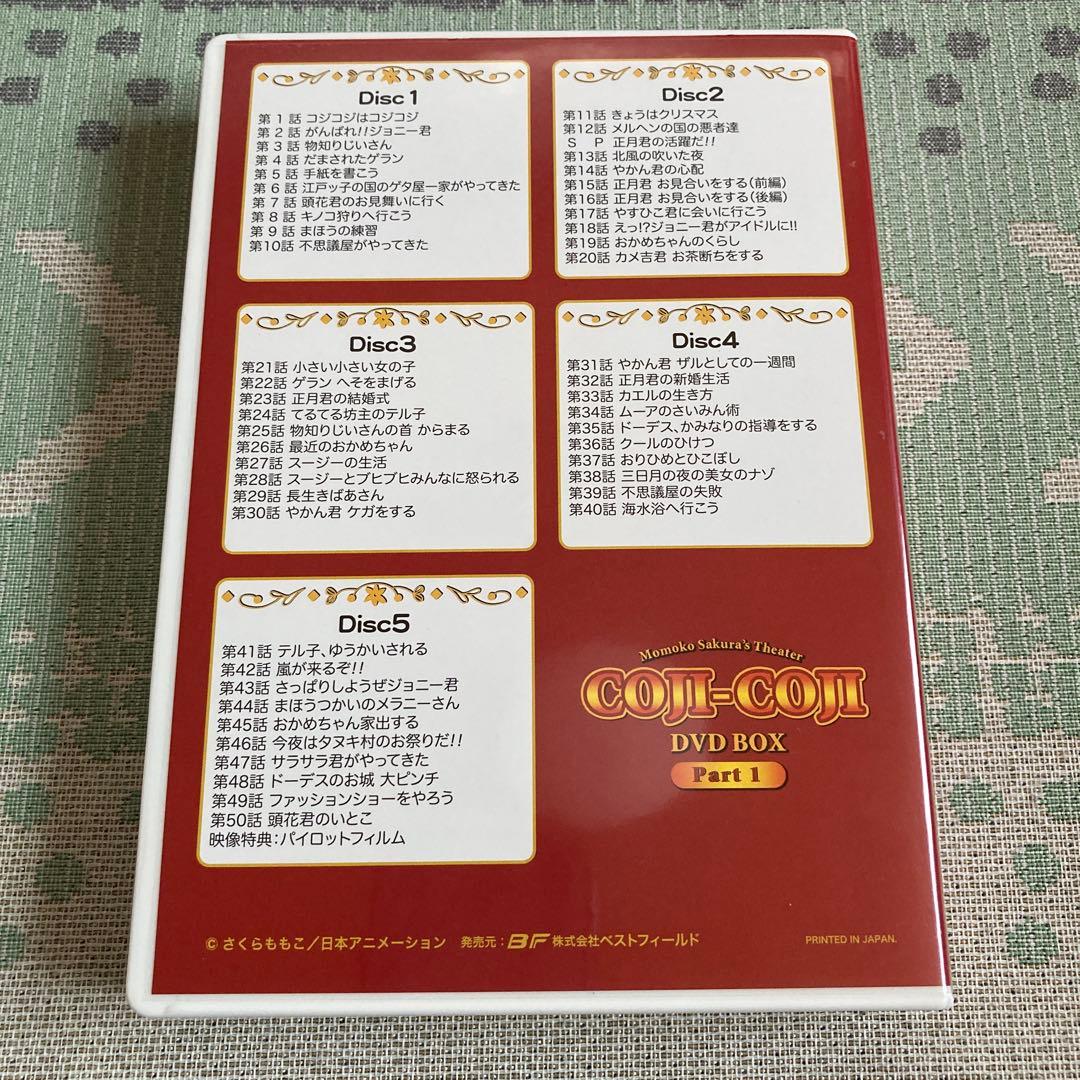 Disc1
第1話 コジコジはコジコジ
第2話 がんばれ!!ジョニー君
第3話 物知りじいさん
第4話 だまされたゲラン
第5話 手紙を書こう
第6話 江戸ッ子の国のゲタ屋一家がやってきた
第7話 頭花君のお見舞いに行く
第8話 キノコ狩りへ行こう
第9話 まほうの練習
第10話 不思議屋がやってきた
Disc2
第11話 きょうはクリスマス
第12話 メルヘンの国の悪者達
SP 正月君の活躍だ!!
第13話 北風の吹いた夜
第14話 やかん君の心配
第15話 正月君 お見合いをする(前編)
第16話 正月君 お見合いをする(後編)
第17話 やすひこ君に会いに行こう
第18話 えっ!?ジョニー君がアイドルに!!
第19話 おかめちゃんのくらし
第20話 カメ吉君 お茶断ちをする
Disc3
第21話 小さい小さい女の子
第22話 ゲラン へそをまげる
第23話 正月君の結婚式
第24話 てるてる坊主のテル子
第25話 物知りじいさんの首 からまる
第26話 最近のおかめちゃん
第27話 スージーの生活
第28話 スージーとブヒブヒみんなに怒られる
第29話 長生きばあさん
第30話 やかん君 ケガをする
Disc4
第31話 やかん君 ザルとしての一週間
第32話 正月君の新婚生活
第33話 カエルの生き方
第34話 ムーアのさいみん術
第35話 ドーデス、かみなりの指導をする
第36話 クールのひけつ
第37話 おりひめとひこぼし
第38話 三日月の夜の美女のナゾ
第39話 不思議屋の失敗
第40話 海水浴へ行こう
Disc5
第41話 テル子、ゆうかいされる
第42話 嵐が来るぞ!!
第43話 さっぱりしようぜジョニー君
第44話 まほうつかいのメラニーさん
第45話 おかめちゃん家出する
第46話 今夜はタヌキ村のお祭りだ!!
第47話 サラサラ君がやってきた
第48話 ドーデスのお城 大ピンチ
第49話 ファッションショーをやろう
第50話 頭花君のいとこ
映像特典:パイロットフィルム
Momoko Sakura's Theater
COJI-COJI
DVD BOX
Part 1
© さくらももこ/日本アニメーション 発売元:BF 株式会社ベストフィールド
PRINTED IN JAPAN.